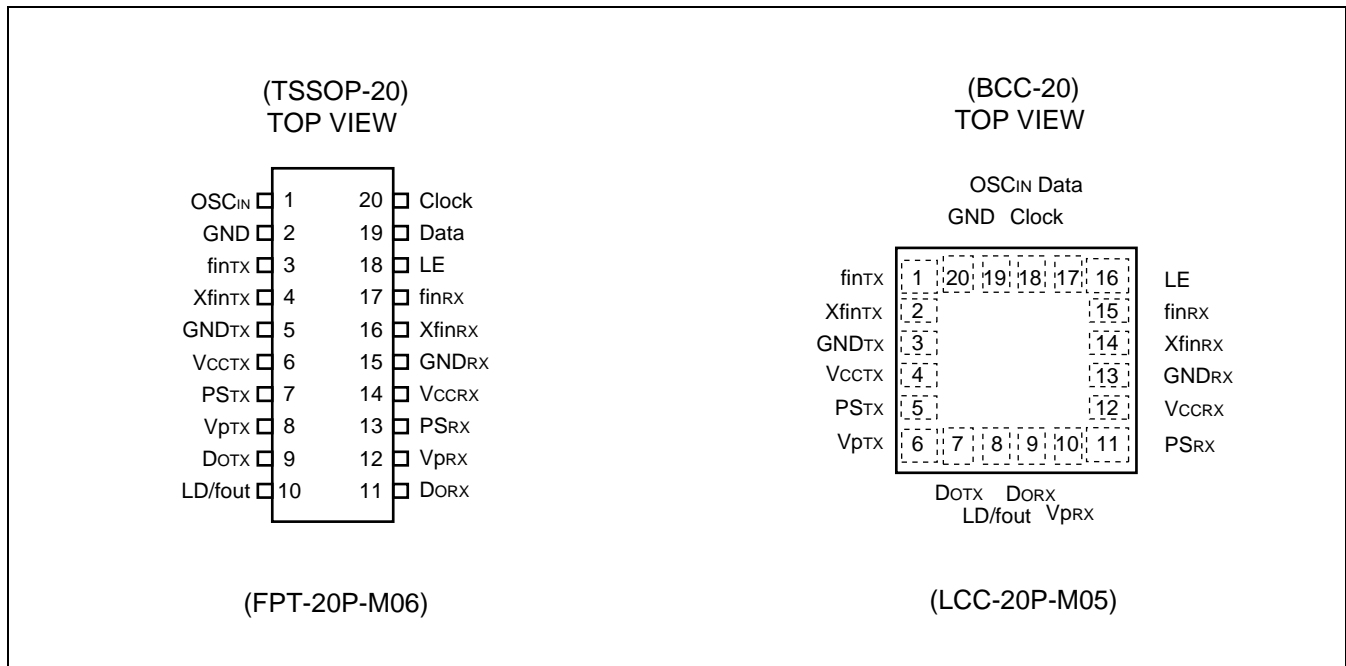 (TSSOP-20)
TOP VIEW
OSCIN 1 20 Clock
GND 2 19 Data
finTX 3 18 LE
XfinTX 4 17 finRX
GNDTX 5 16 XfinRX
VCCTX 6 15 GNDRX
PSTX 7 14 VCCRX
VpTX 8 13 PSRX
DOTX 9 12 VpRX
LD/fout 10 11 DORX
(FPT-20P-M06)
(BCC-20)
TOP VIEW
OSCIN Data
GND Clock
finTX 1 20 19 18 17 16 LE
XfinTX 2 15 finRX
GNDTX 3 14 XfinRX
VCCTX 4 13 GNDRX
PSTX 5 12 VCCRX
VpTX 6 7 8 9 10 11 PSRX
DOTX DORX
LD/fout VpRX
(LCC-20P-M05)